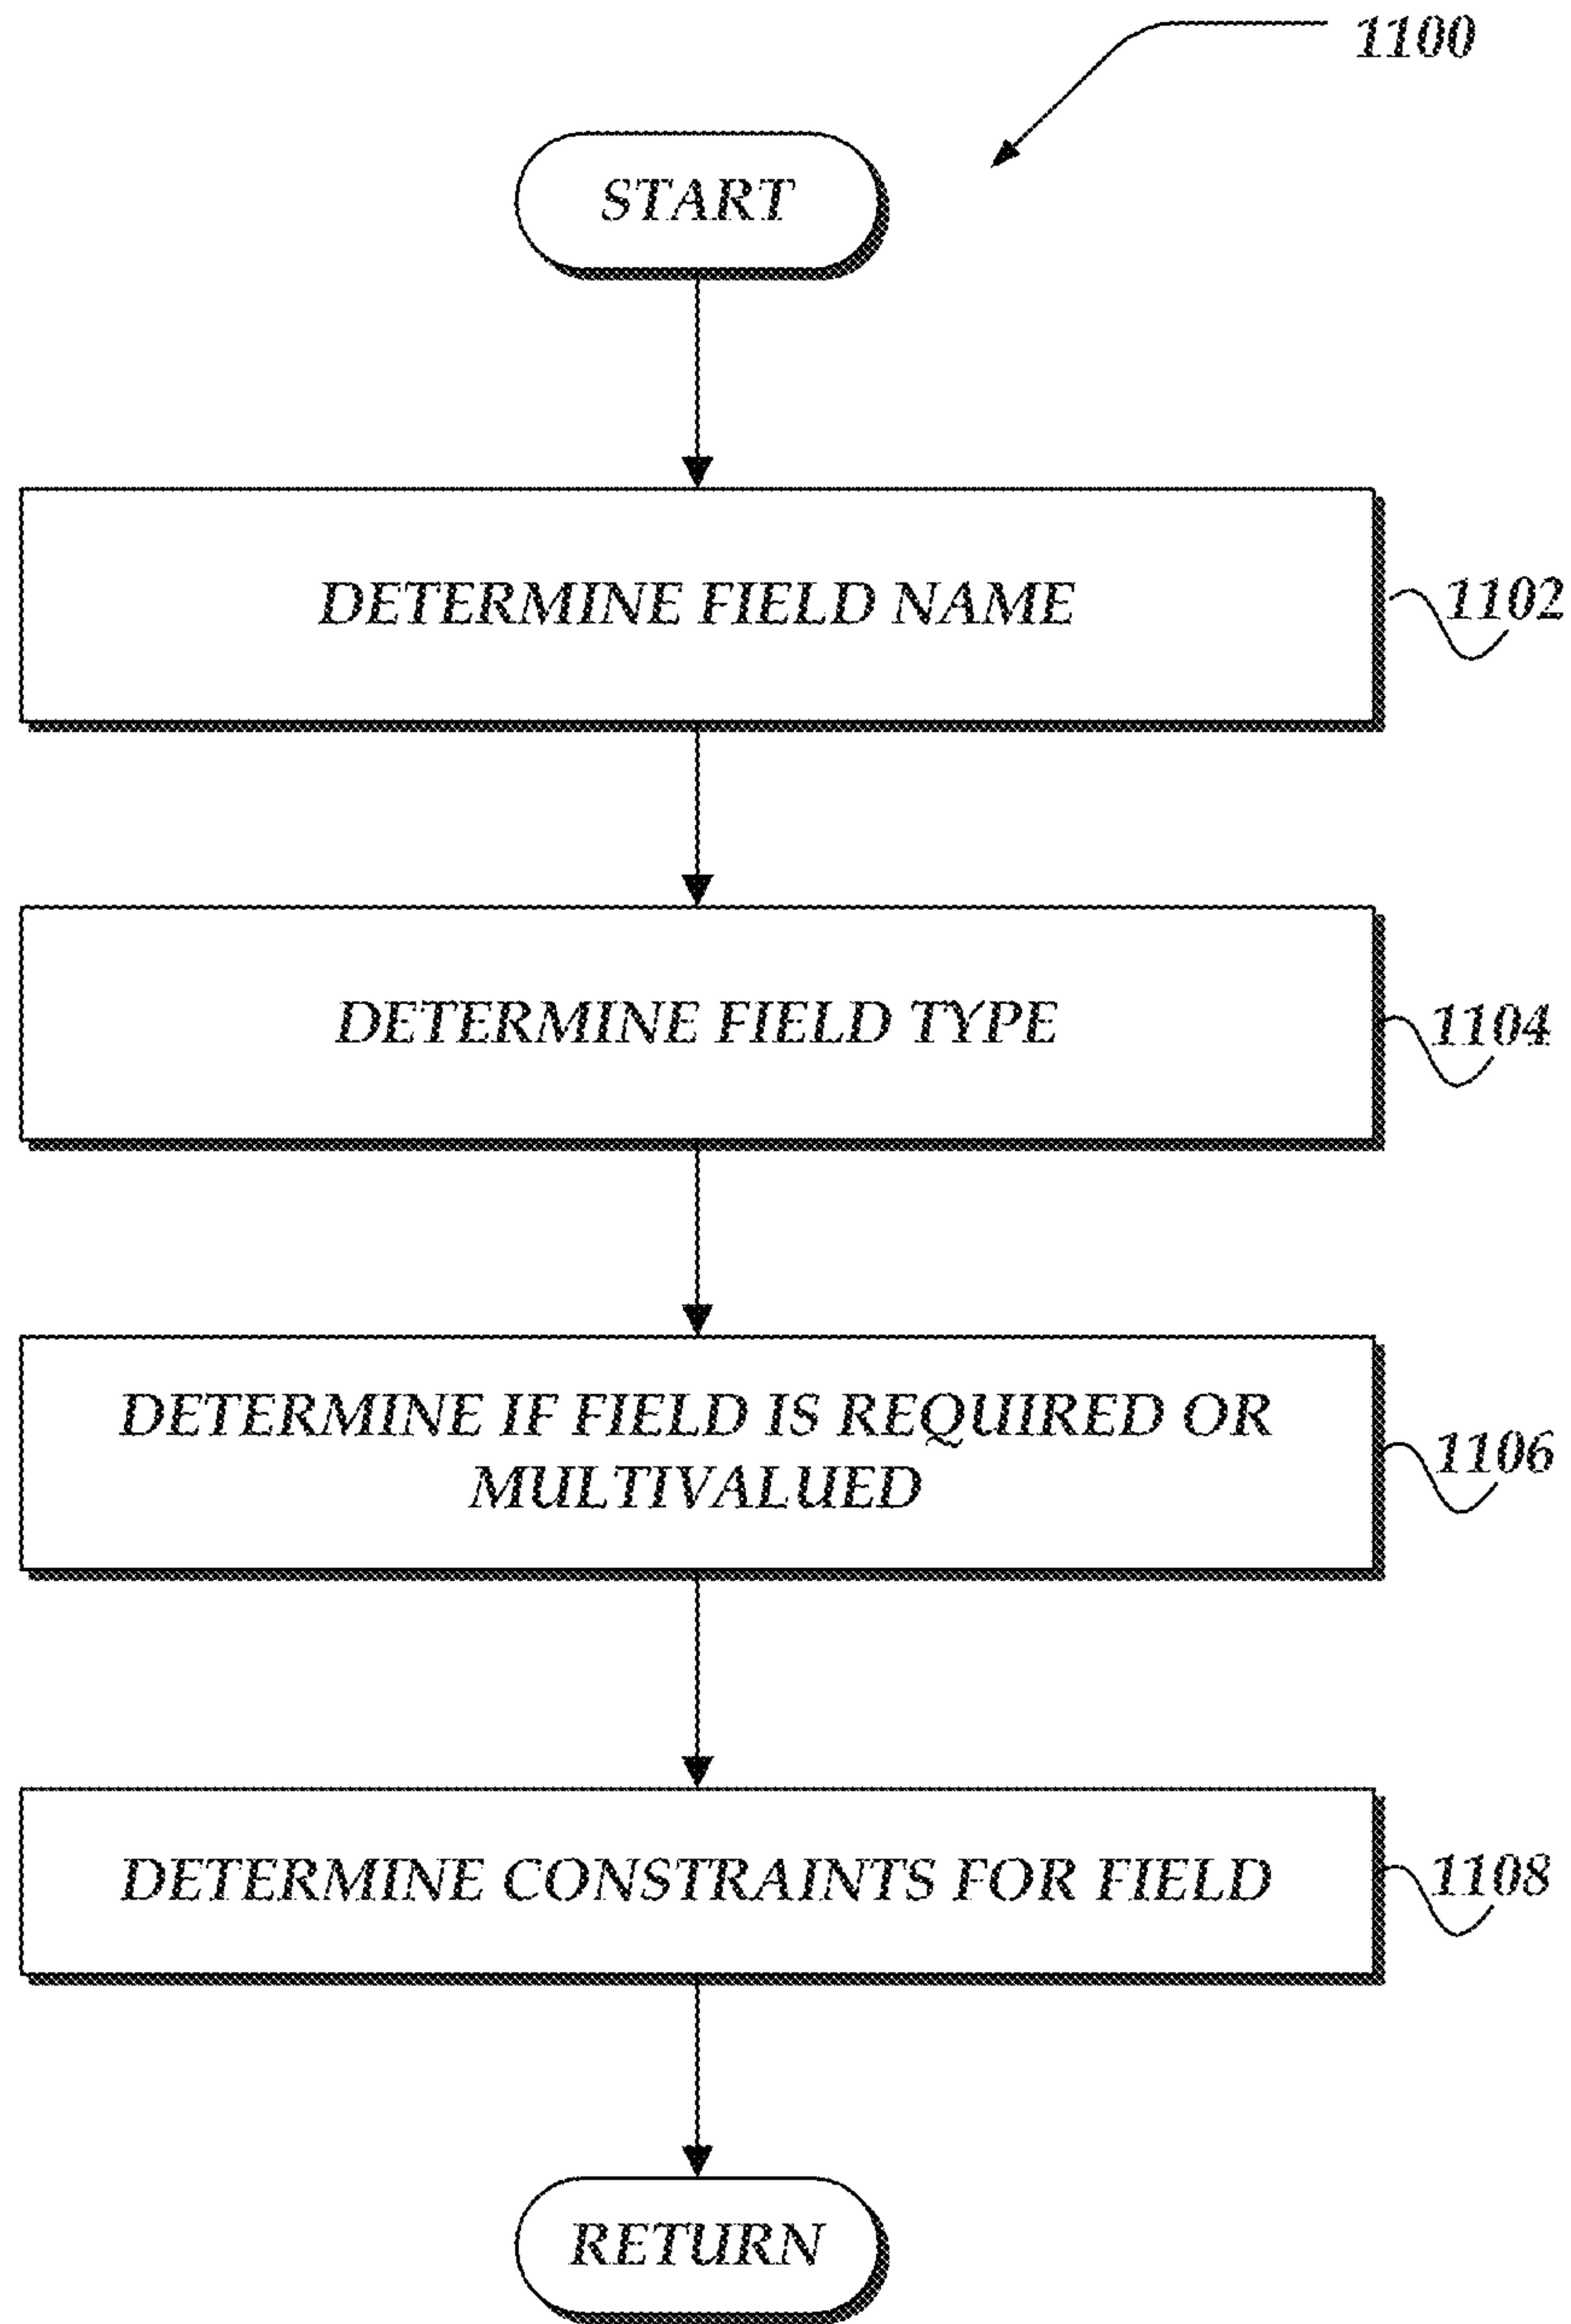 1100
START
DETERMINE FIELD NAME
1102
DETERMINE FIELD TYPE
1104
DETERMINE IF FIELD IS REQUIRED OR
MULTIVALUED
1106
DETERMINE CONSTRAINTS FOR FIELD
1108
RETURN